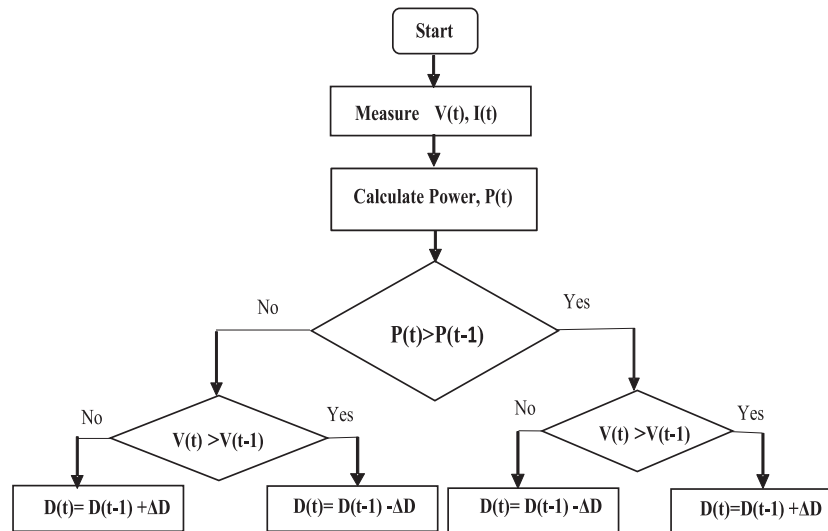 Start
Measure V(t), I(t)
Calculate Power, P(t)
No
Yes
P(t)>P(t-1)
No
Yes
No
Yes
V(t) >V(t-1)
V(t) >V(t-1)
D(t)= D(t-1) +ΔD
D(t)= D(t-1) -ΔD
D(t)= D(t-1) -ΔD
D(t)=D(t-1) +ΔD